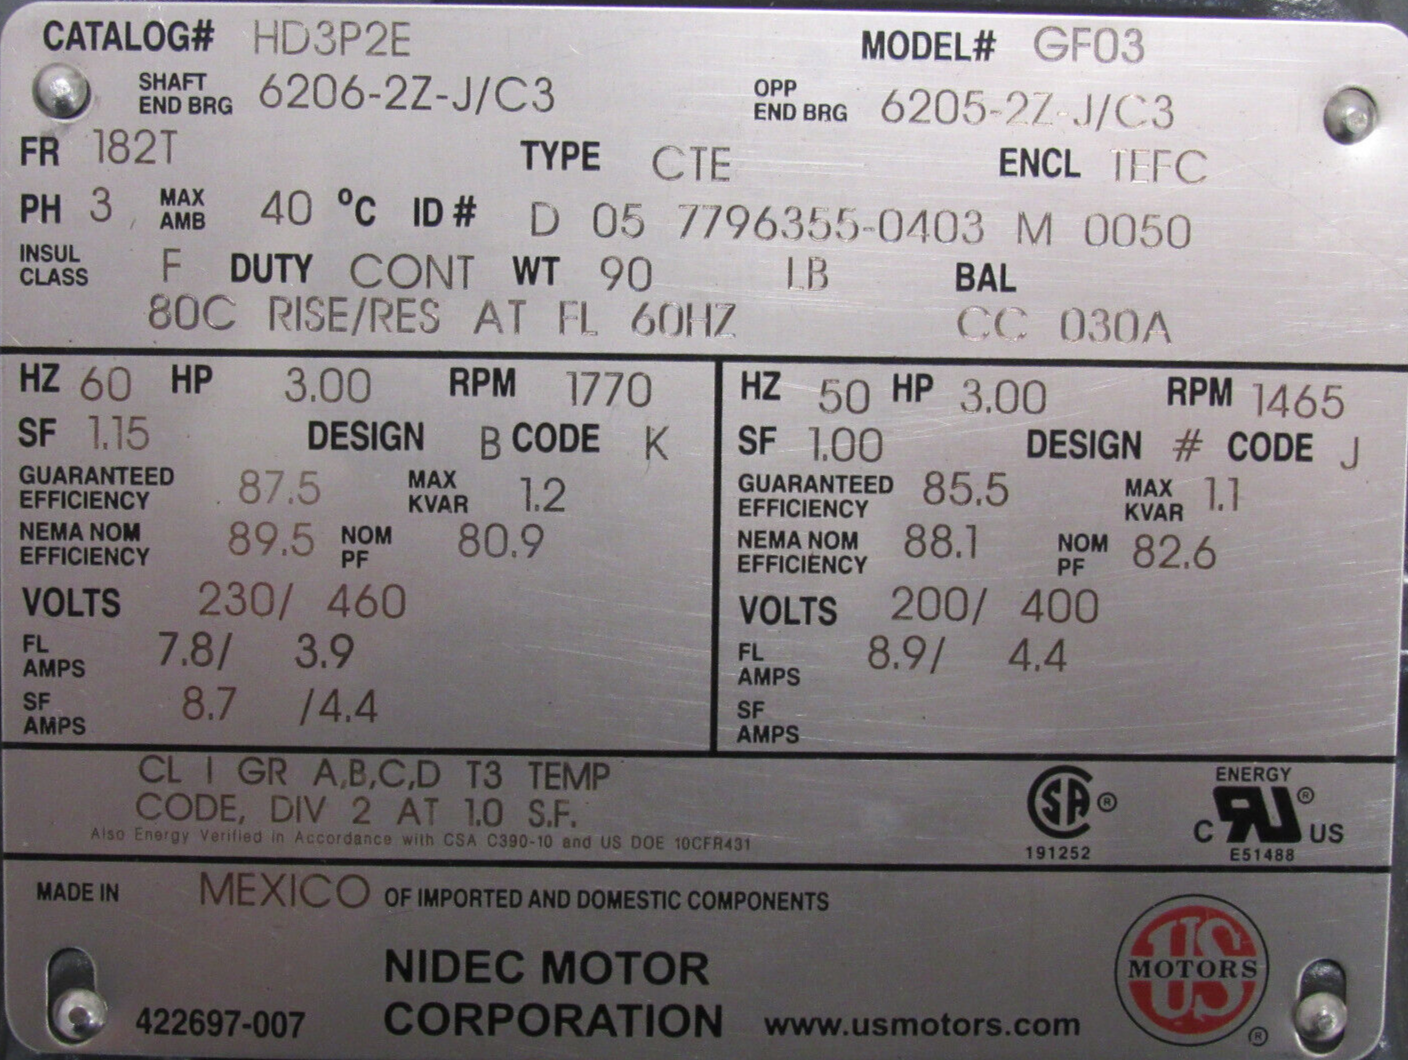 CATALOG# HD3P2E MODEL# GF03
SHAFT END BRG 6206-2Z-J/C3 OPP END BRG 6205-2Z-J/C3
FR 182T TYPE CTE ENCL TEFC
PH 3 MAX AMB 40 °C ID# D 05 7796355-0403 M 0050
INSUL CLASS F DUTY CONT WT 90 LB BAL
80C RISE/RES AT FL 60HZ CC 030A
HZ 60 HP 3.00 RPM 1770
SF 1.15 DESIGN B CODE K
GUARANTEED EFFICIENCY 87.5 MAX KVAR 1.2
NEMA NOM EFFICIENCY 89.5 NOM PF 80.9
VOLTS 230/ 460
FL AMPS 7.8/ 3.9
SF AMPS 8.7 /4.4
HZ 50 HP 3.00 RPM 1465
SF 1.00 DESIGN # CODE J
GUARANTEED EFFICIENCY 85.5 MAX KVAR 1.1
NEMA NOM EFFICIENCY 88.1 NOM PF 82.6
VOLTS 200/ 400
FL AMPS 8.9/ 4.4
SF AMPS
CL I GR A,B,C,D T3 TEMP
CODE, DIV 2 AT 1.0 S.F.
Also Energy Verified in Accordance with CSA C390-10 and US DOE 10CFR431
SA ®
191252
ENERGY
C RU ® US
E51488
MADE IN MEXICO OF IMPORTED AND DOMESTIC COMPONENTS
NIDEC MOTOR
CORPORATION
422697-007
www.usmotors.com
US
MOTORS
®